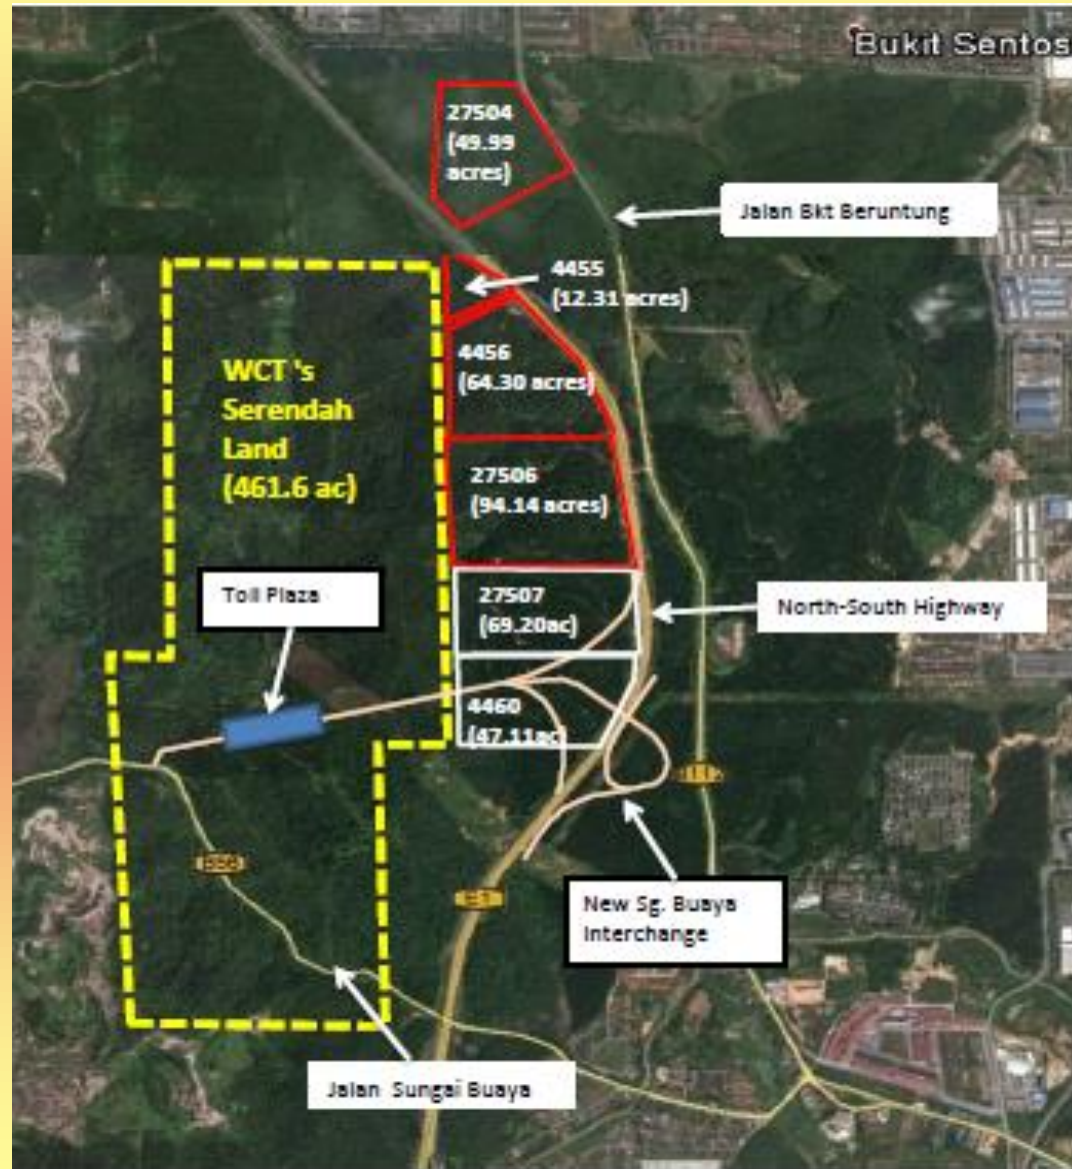 Bukit Sentos
27504
(49.99
acres)
Jalan Bkt Beruntung
4455
(12.31 acres)
4456
(64.30 acres)
WCT 's
Serendah
Land
(461.6 ac)
27506
(94.14 acres)
Toll Plaza
27507
(69.20ac)
North-South Highway
4460
(47.11ac)
B58
E1
New Sg. Buaya
Interchange
Jalan Sungai Buaya